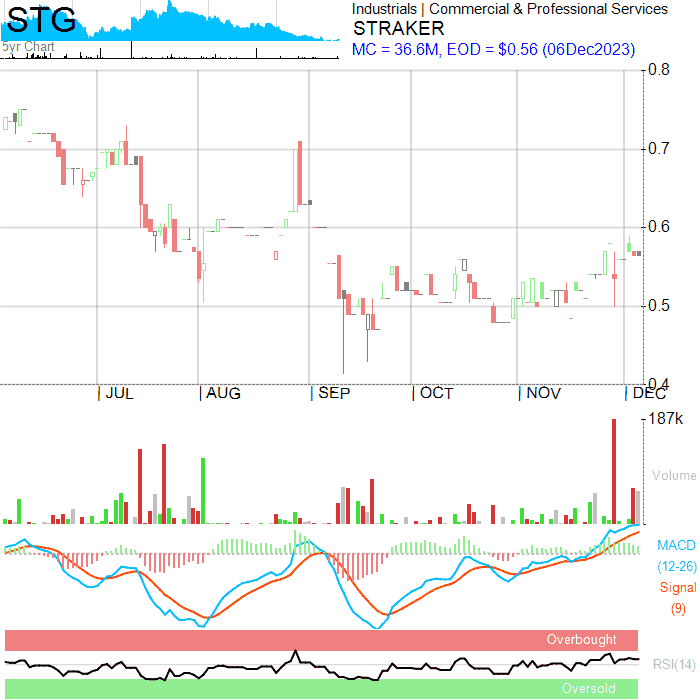 STG
5yr Chart
Industrials | Commercial & Professional Services
STRAKER
MC = 36.6M, EOD = $0.56 (06Dec2023)
0.8
0.7
0.6
0.5
0.4
JUL AUG SEP OCT NOV DEC
187k
Volume
MACD
(12-26)
Signal
(9)
Overbought
RSI(14)
Oversold